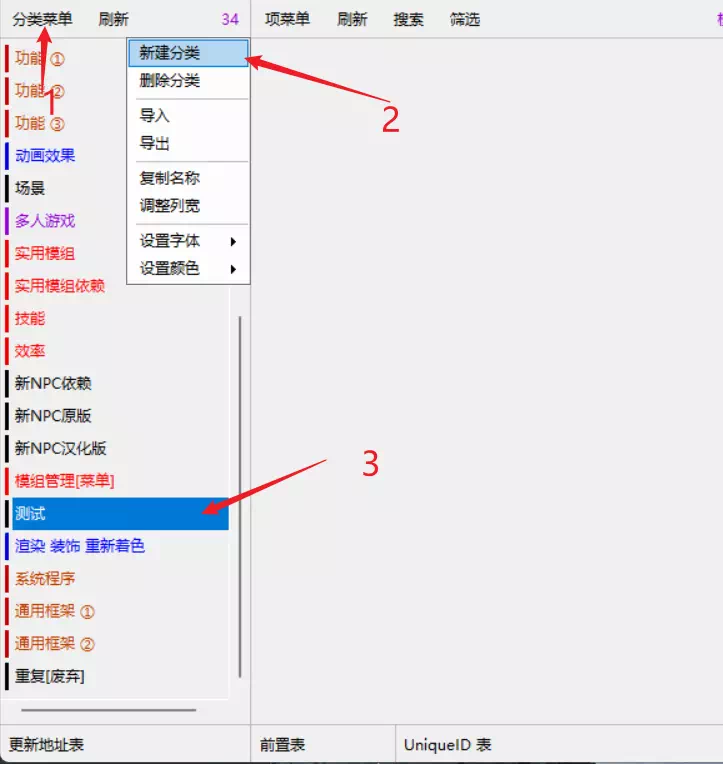 分类菜单 刷新 34 项菜单 刷新 搜索 筛选
新建分类
删除分类
导入
导出
复制名称
调整列宽
设置字体
设置颜色
1
2
3
功能 ①
功能 ②
功能 ③
动画效果
场景
多人游戏
实用模组
实用模组依赖
技能
效率
新NPC依赖
新NPC原版
新NPC汉化版
模组管理[菜单]
测试
渲染 装饰 重新着色
系统程序
通用框架 ①
通用框架 ②
重复[废弃]
更新地址表 前置表 UniqueID 表